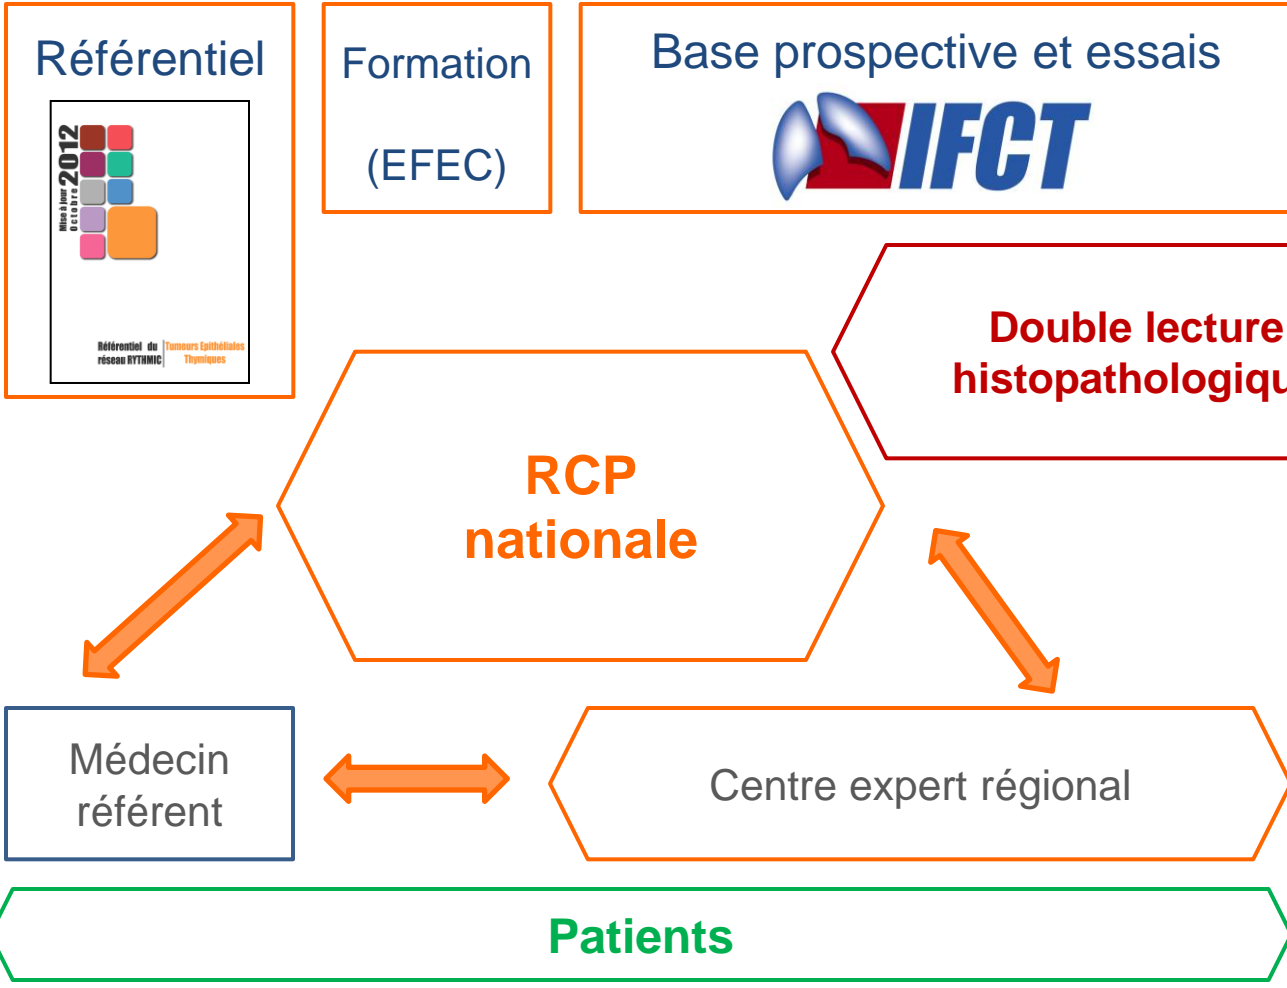 Référentiel
Mise à jour
Octobre 2012
Référentiel du
réseau RYTHMIC
Tumeurs Epithéliales
Thymiques
Formation
(EFEC)
Base prospective et essais
IFCT
Double lecture
histopathologiqu
RCP
nationale
Médecin
référent
Centre expert régional
Patients